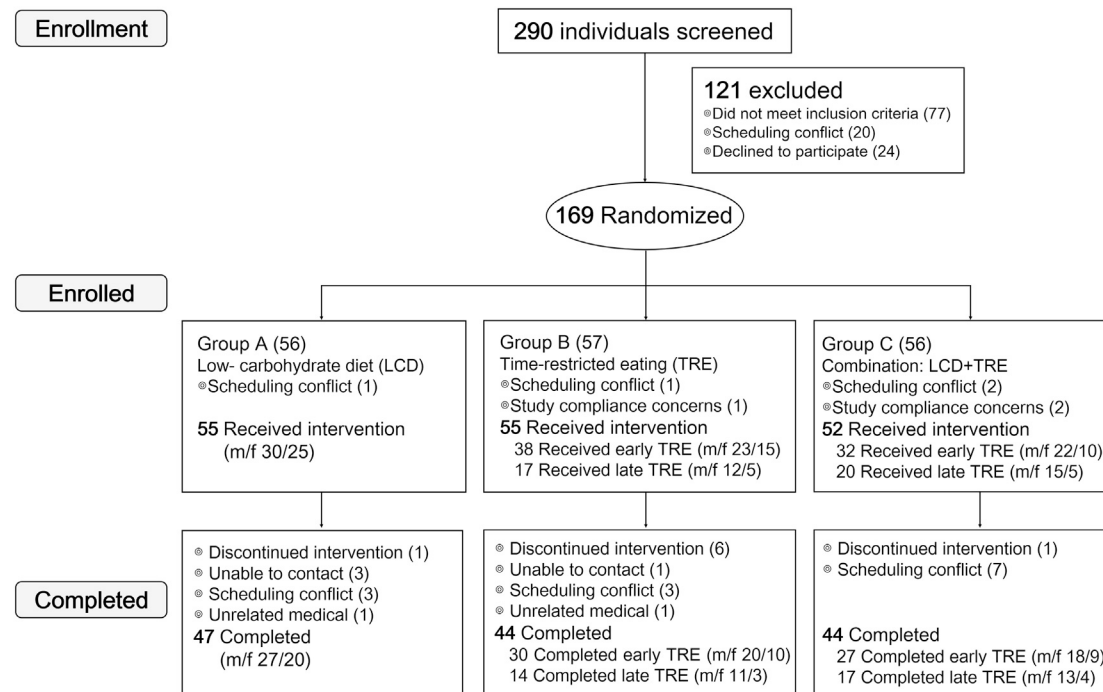 Enrollment
290 individuals screened
121 excluded
⊚Did not meet inclusion criteria (77)
⊚Scheduling conflict (20)
⊚Declined to participate (24)
169 Randomized
Enrolled
Group A (56)
Low- carbohydrate diet (LCD)
⊚Scheduling conflict (1)
55 Received intervention
(m/f 30/25)
Group B (57)
Time-restricted eating (TRE)
⊚Scheduling conflict (1)
⊚Study compliance concerns (1)
55 Received intervention
38 Received early TRE (m/f 23/15)
17 Received late TRE (m/f 12/5)
Group C (56)
Combination: LCD+TRE
⊚Scheduling conflict (2)
⊚Study compliance concerns (2)
52 Received intervention
32 Received early TRE (m/f 22/10)
20 Received late TRE (m/f 15/5)
Completed
⊚ Discontinued intervention (1)
⊚ Unable to contact (3)
⊚ Scheduling conflict (3)
⊚ Unrelated medical (1)
47 Completed
(m/f 27/20)
⊚ Discontinued intervention (6)
⊚ Unable to contact (1)
⊚ Scheduling conflict (3)
⊚ Unrelated medical (1)
44 Completed
30 Completed early TRE (m/f 20/10)
14 Completed late TRE (m/f 11/3)
⊚ Discontinued intervention (1)
⊚ Scheduling conflict (7)
44 Completed
27 Completed early TRE (m/f 18/9)
17 Completed late TRE (m/f 13/4)